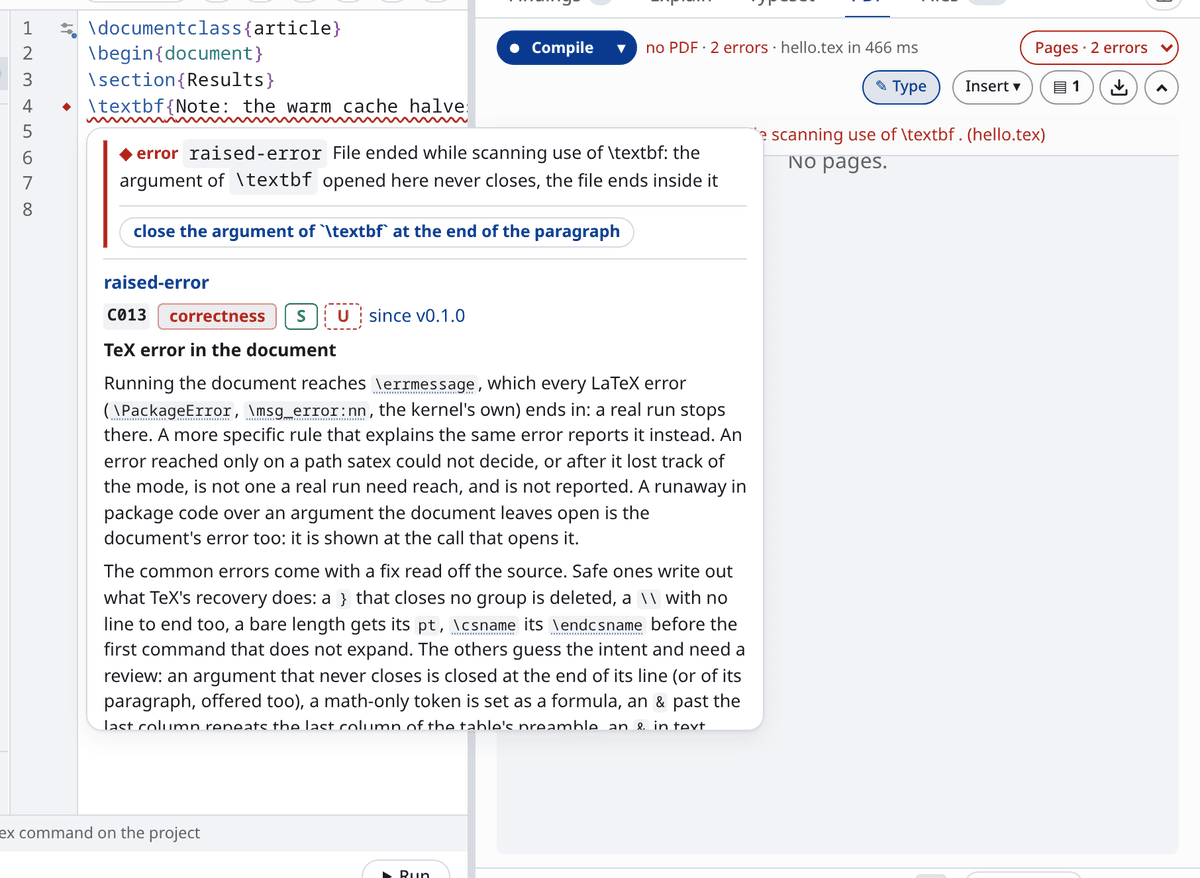 1 \documentclass{article}
2 \begin{document}
3 \section{Results}
4 \textbf{Note: the warm cache halve
5
6
7
8
Compile ▼ no PDF · 2 errors · hello.tex in 466 ms Pages · 2 errors
✎ Type Insert ▾ 1
scanning use of \textbf . (hello.tex)
No pages.
error raised-error File ended while scanning use of \textbf: the
argument of \textbf opened here never closes, the file ends inside it
close the argument of `\textbf` at the end of the paragraph
raised-error
C013 correctness S U since v0.1.0
TeX error in the document
Running the document reaches \errmessage, which every LaTeX error
(\PackageError, \msg_error:nn, the kernel's own) ends in: a real run stops
there. A more specific rule that explains the same error reports it instead. An
error reached only on a path satex could not decide, or after it lost track of
the mode, is not one a real run need reach, and is not reported. A runaway in
package code over an argument the document leaves open is the
document's error too: it is shown at the call that opens it.
The common errors come with a fix read off the source. Safe ones write out
what TeX's recovery does: a } that closes no group is deleted, a \\ with no
line to end too, a bare length gets its pt, \csname its \endcsname before the
first command that does not expand. The others guess the intent and need a
review: an argument that never closes is closed at the end of its line (or of its
paragraph, offered too), a math-only token is set as a formula, an & past the
last column repeats the last column of the table's preamble, an & in text
ex command on the project
▶ Run